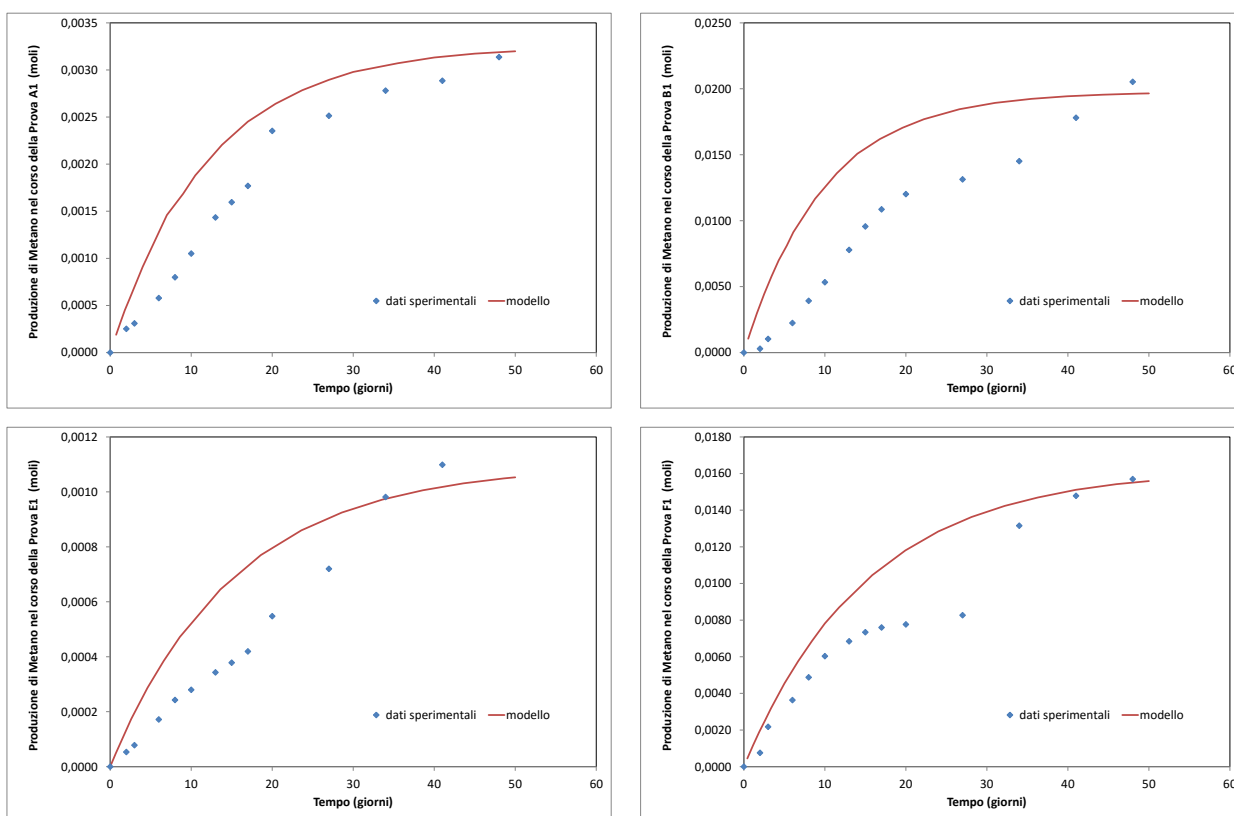 Produzione di Metano nel corso della Prova A1 (moli)
0,0035
0,0030
0,0025
0,0020
0,0015
0,0010
0,0005
0,0000
0 10 20 30 40 50 60
Tempo (giorni)
dati sperimentali modello
Produzione di Metano nel corso della Prova B1 (moli)
0,0250
0,0200
0,0150
0,0100
0,0050
0,0000
0 10 20 30 40 50 60
Tempo (giorni)
dati sperimentali modello
Produzione di Metano nel corso della Prova E1 (moli)
0,0012
0,0010
0,0008
0,0006
0,0004
0,0002
0,0000
0 10 20 30 40 50 60
Tempo (giorni)
dati sperimentali modello
Produzione di Metano nel corso della Prova F1 (moli)
0,0180
0,0160
0,0140
0,0120
0,0100
0,0080
0,0060
0,0040
0,0020
0,0000
0 10 20 30 40 50 60
Tempo (giorni)
dati sperimentali modello